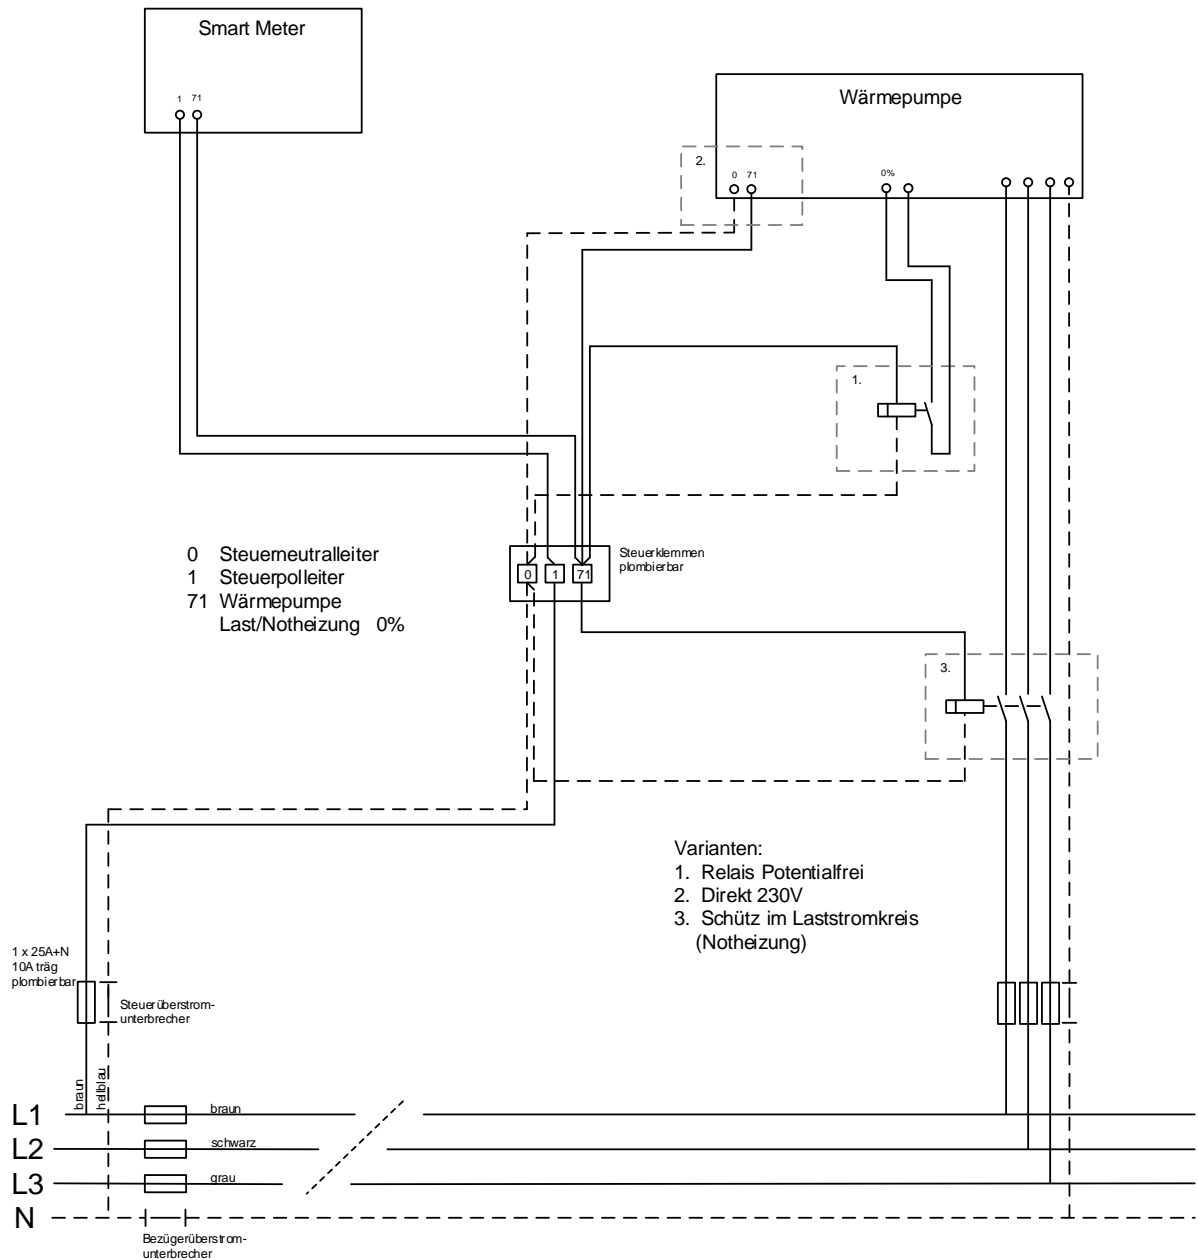 Smart Meter
1 71
Wärmepumpe
2.
0 71
0%
1.
0 Steuerneutralleiter
1 Steuerpolleiter
71 Wärmepumpe
Last/Notheizung 0%
0 1 71
Steuerklemmen
plombierbar
3.
Varianten:
1. Relais Potentialfrei
2. Direkt 230V
3. Schütz im Laststromkreis
(Notheizung)
1 x 25A+N
10A träg
plombierbar
Steuerüberstrom-
unterbrecher
braun
hellblau
L1
braun
L2
schwarz
L3
grau
N
Bezügerüberstrom-
unterbrecher